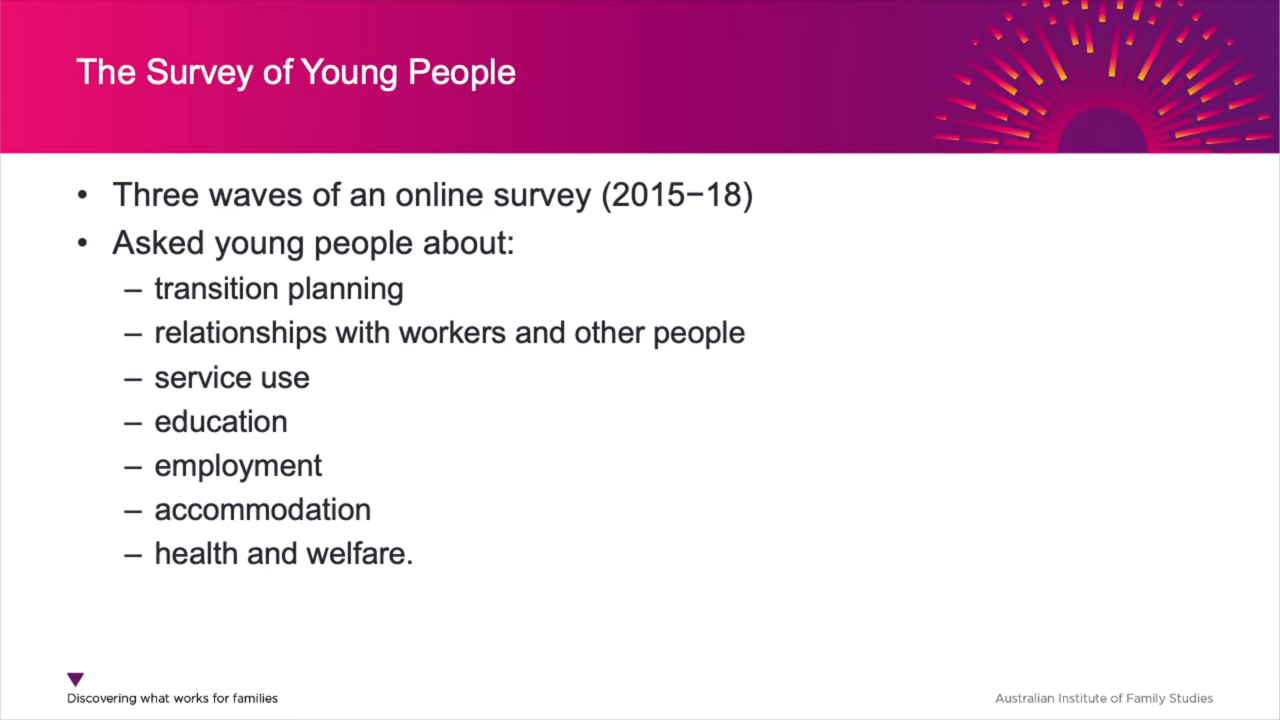 The Survey of Young People
• Three waves of an online survey (2015−18)
• Asked young people about:
– transition planning
– relationships with workers and other people
– service use
– education
– employment
– accommodation
– health and welfare.
Discovering what works for families
Australian Institute of Family Studies